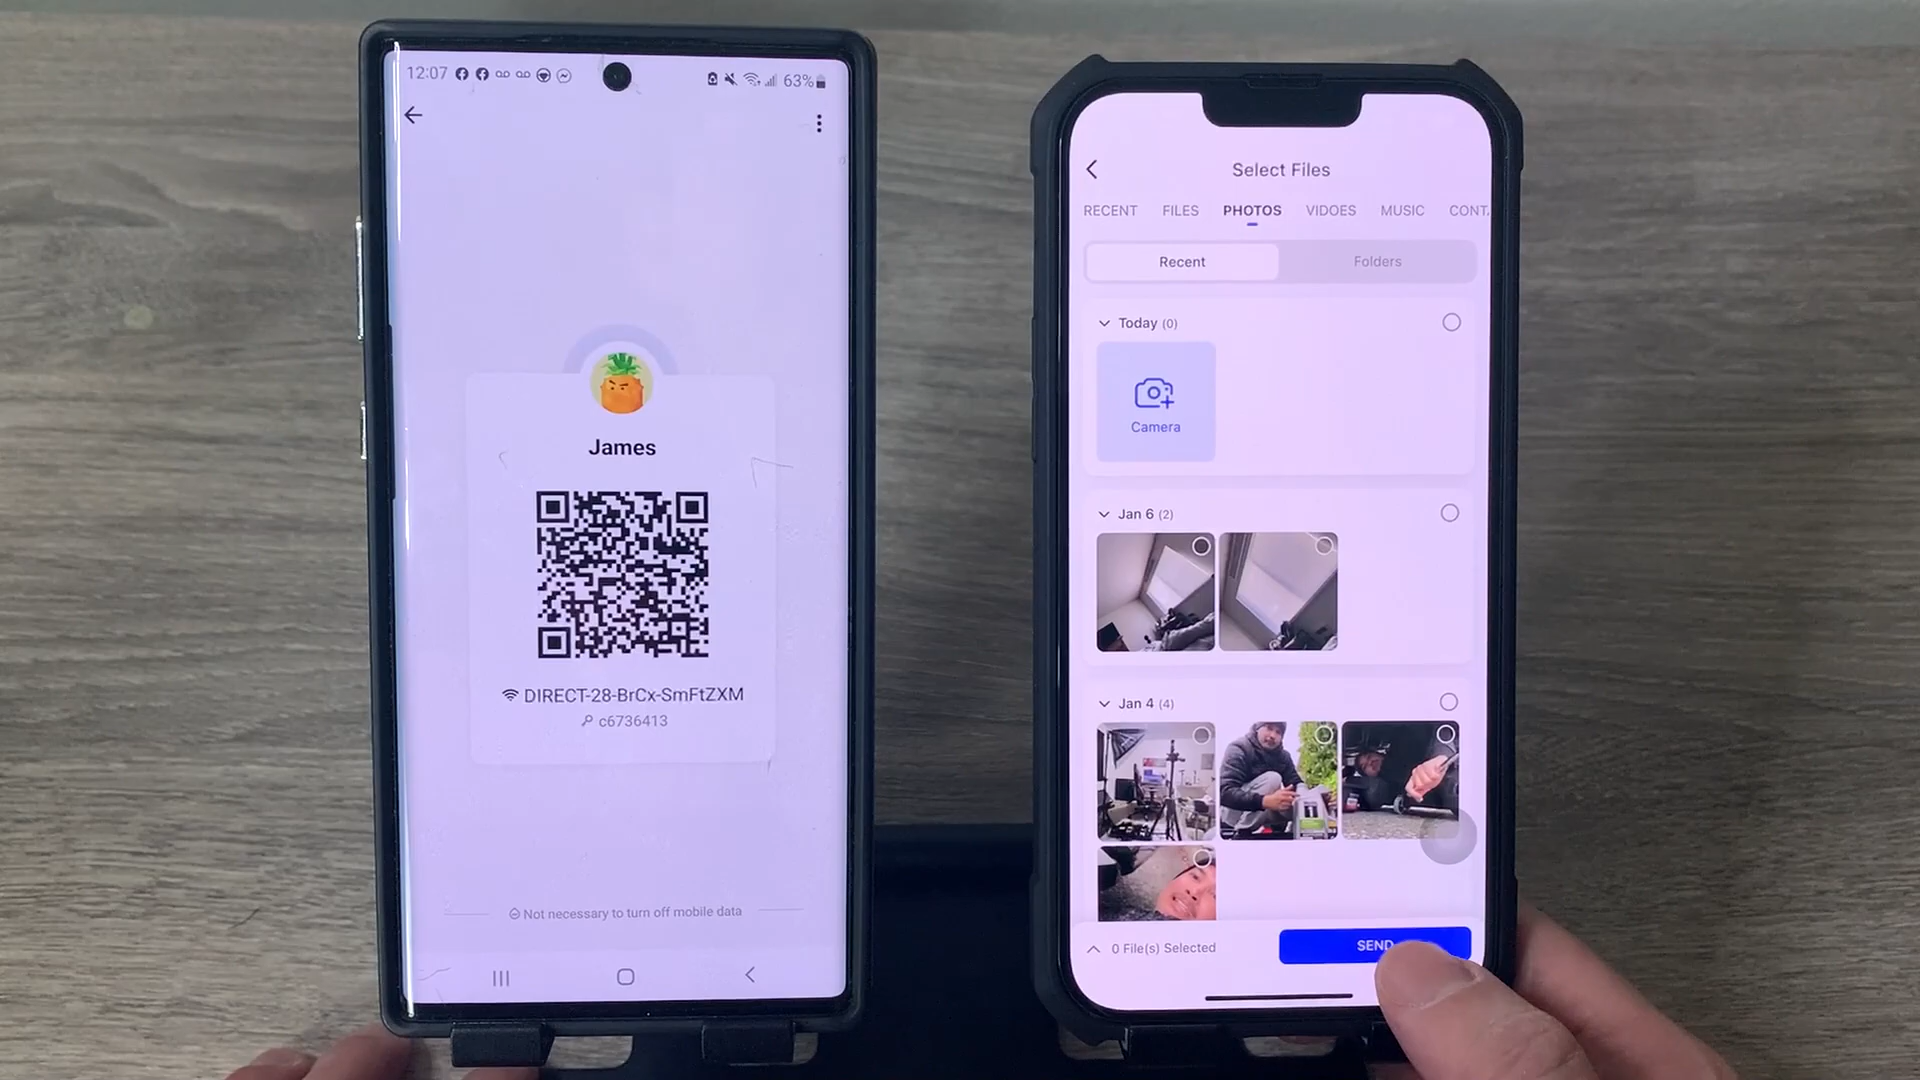 12:07
63%
James
DIRECT-28-BrCx-SmFtZXM
c6736413
Not necessary to turn off mobile data
Select Files
RECENT FILES PHOTOS VIDOES MUSIC CONT
Recent Folders
Today (0)
Camera
Jan 6 (2)
Jan 4 (4)
0 File(s) Selected
SEND